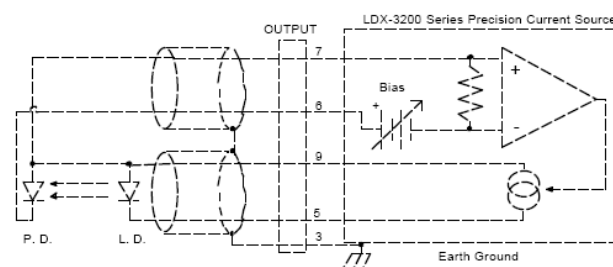 LDX-3200 Series Precision Current Source
OUTPUT
7
+
Bias
6
+
-
9
5
P. D.
L. D.
3
Earth Ground